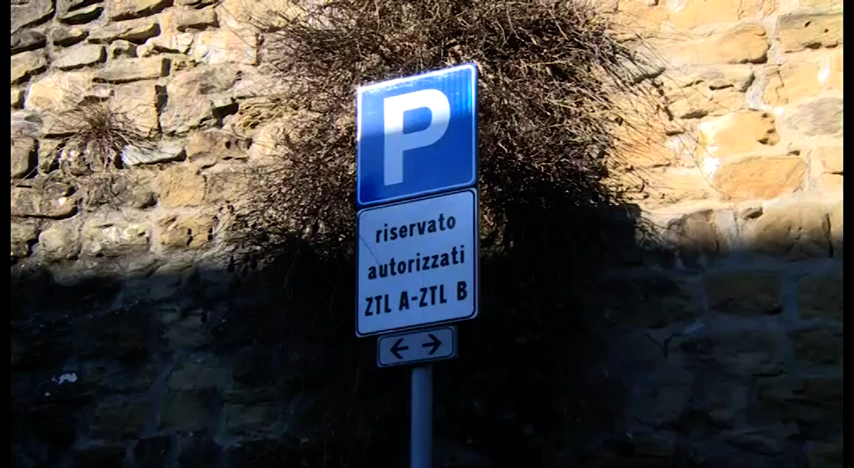 P
riservato
autorizzati
ZTL A-ZTL B
← →